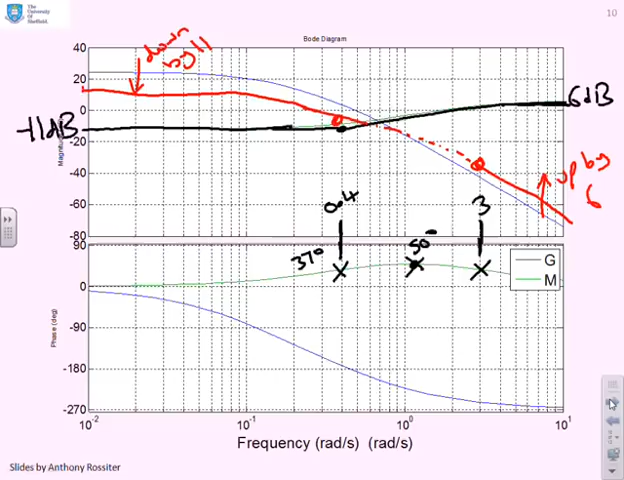 The
University
Of
Sheffield.
10
Bode Diagram
down
by 11
40
20
0
-20
-40
-60
-80
Magnitude
-11dB
6dB
up by
6
0.4
3
37°
50°
G
M
90
0
-90
-180
-270
Phase (deg)
10^-2
10^-1
10^0
10^1
Frequency (rad/s) (rad/s)
Slides by Anthony Rossiter